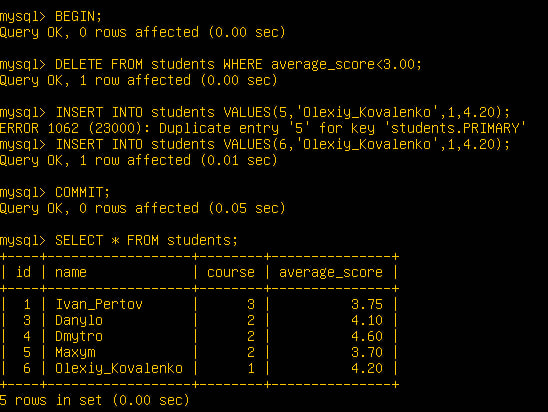 mysql> BEGIN;
Query OK, 0 rows affected (0.00 sec)
mysql> DELETE FROM students WHERE average_score<3.00;
Query OK, 1 row affected (0.00 sec)
mysql> INSERT INTO students VALUES(5,'Olexiy_Kovalenko',1,4.20);
ERROR 1062 (23000): Duplicate entry '5' for key 'students.PRIMARY'
mysql> INSERT INTO students VALUES(6,'Olexiy_Kovalenko',1,4.20);
Query OK, 1 row affected (0.01 sec)
mysql> COMMIT;
Query OK, 0 rows affected (0.05 sec)
mysql> SELECT * FROM students;
+----+------------------+--------+---------------+
| id | name             | course | average_score |
+----+------------------+--------+---------------+
|  1 | Ivan_Pertov      |      3 |          3.75 |
|  3 | Danylo           |      2 |          4.10 |
|  4 | Dmytro           |      2 |          4.60 |
|  5 | Maxym            |      2 |          3.70 |
|  6 | Olexiy_Kovalenko |      1 |          4.20 |
+----+------------------+--------+---------------+
5 rows in set (0.00 sec)